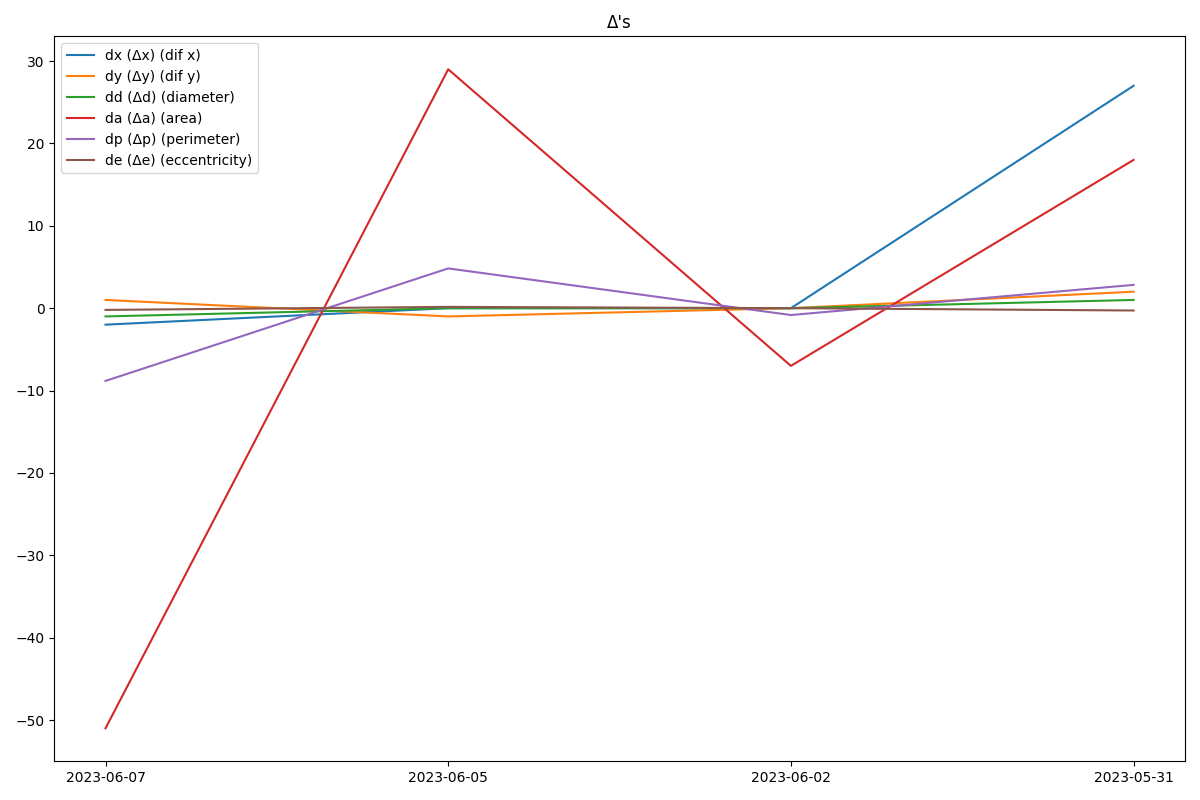 Δ's
dx (Δx) (dif x)
dy (Δy) (dif y)
dd (Δd) (diameter)
da (Δa) (area)
dp (Δp) (perimeter)
de (Δe) (eccentricity)
30
20
10
0
−10
−20
−30
−40
−50
2023-06-07 2023-06-05 2023-06-02 2023-05-31